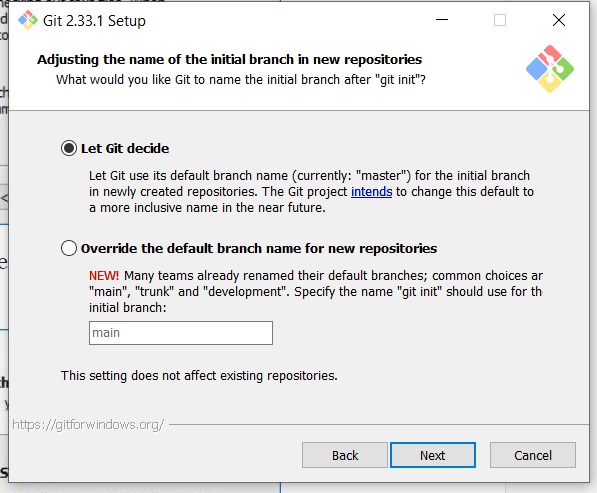 Git 2.33.1 Setup
Adjusting the name of the initial branch in new repositories
What would you like Git to name the initial branch after "git init"?
Let Git decide
Let Git use its default branch name (currently: "master") for the initial branch
in newly created repositories. The Git project intends to change this default to
a more inclusive name in the near future.
Override the default branch name for new repositories
NEW! Many teams already renamed their default branches; common choices ar
"main", "trunk" and "development". Specify the name "git init" should use for the
initial branch:
main
This setting does not affect existing repositories.
https://gitforwindows.org/
Back
Next
Cancel